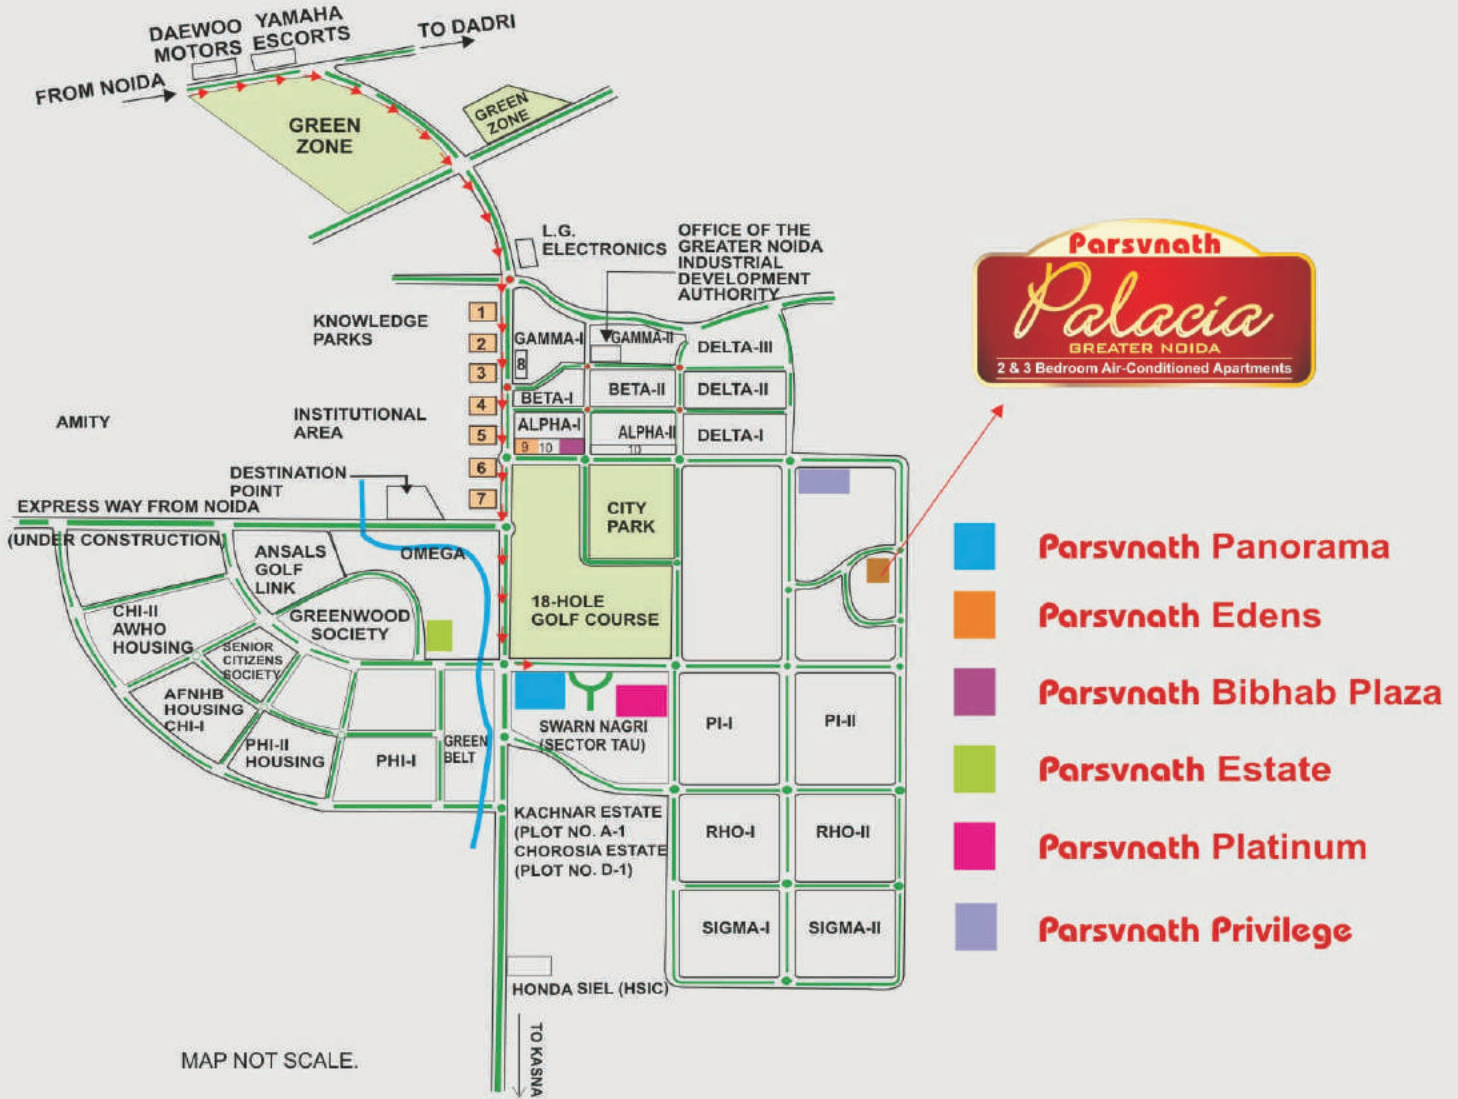 DAEWOO
MOTORS
YAMAHA
ESCORTS
TO DADRI
FROM NOIDA
GREEN
ZONE
GREEN
ZONE
L.G.
ELECTRONICS
OFFICE OF THE
GREATER NOIDA
INDUSTRIAL
DEVELOPMENT
AUTHORITY
Parsvnath
Palacia
GREATER NOIDA
2 & 3 Bedroom Air-Conditioned Apartments
KNOWLEDGE
PARKS
1
2
3
4
5
6
7
GAMMA-I
8
GAMMA-II
DELTA-III
BETA-I
BETA-II
DELTA-II
ALPHA-I
9
10
ALPHA-II
10
DELTA-I
AMITY
INSTITUTIONAL
AREA
DESTINATION
POINT
EXPRESS WAY FROM NOIDA
(UNDER CONSTRUCTION)
CITY
PARK
ANSALS
GOLF
LINK
OMEGA
18-HOLE
GOLF COURSE
CHI-II
AWHO
HOUSING
GREENWOOD
SOCIETY
SENIOR
CITIZENS
SOCIETY
AFNHB
HOUSING
CHI-I
PHI-II
HOUSING
PHI-I
GREEN
BELT
SWARN NAGRI
(SECTOR TAU)
PI-I
PI-II
KACHNAR ESTATE
(PLOT NO. A-1
CHOROSIA ESTATE
(PLOT NO. D-1)
RHO-I
RHO-II
SIGMA-I
SIGMA-II
HONDA SIEL (HSIC)
TO KASNA
MAP NOT SCALE.
Parsvnath Panorama
Parsvnath Edens
Parsvnath Bibhab Plaza
Parsvnath Estate
Parsvnath Platinum
Parsvnath Privilege